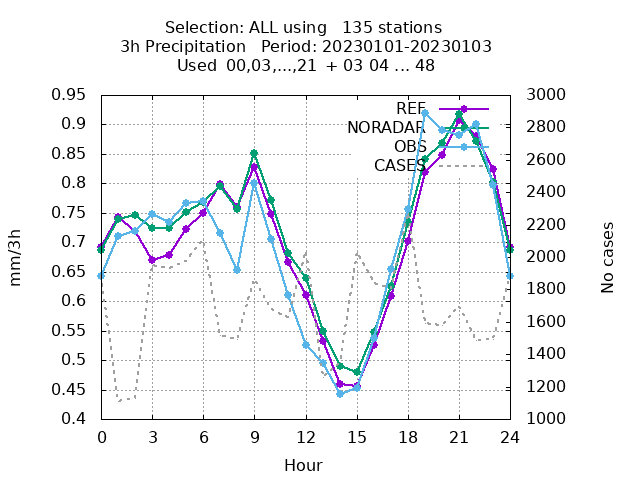 Selection: ALL using   135 stations
3h Precipitation   Period: 20230101-20230103
Used  00,03,...,21  + 03 04 ... 48
REF
NORADAR
OBS
CASES
0.95
0.9
0.85
0.8
0.75
0.7
0.65
0.6
0.55
0.5
0.45
0.4
mm/3h
3000
2800
2600
2400
2200
2000
1800
1600
1400
1200
1000
No cases
0 3 6 9 12 15 18 21 24
Hour